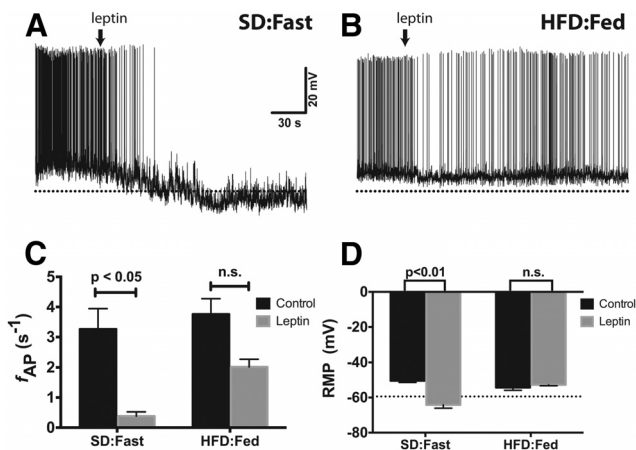 A
leptin
SD:Fast
B
leptin
HFD:Fed
20 mV
30 s
C
p < 0.05
n.s.
fAP (s-1)
5
4
3
2
1
0
Control
Leptin
SD:Fast
HFD:Fed
D
p<0.01
n.s.
RMP (mV)
0
-20
-40
-60
-80
Control
Leptin
SD:Fast
HFD:Fed